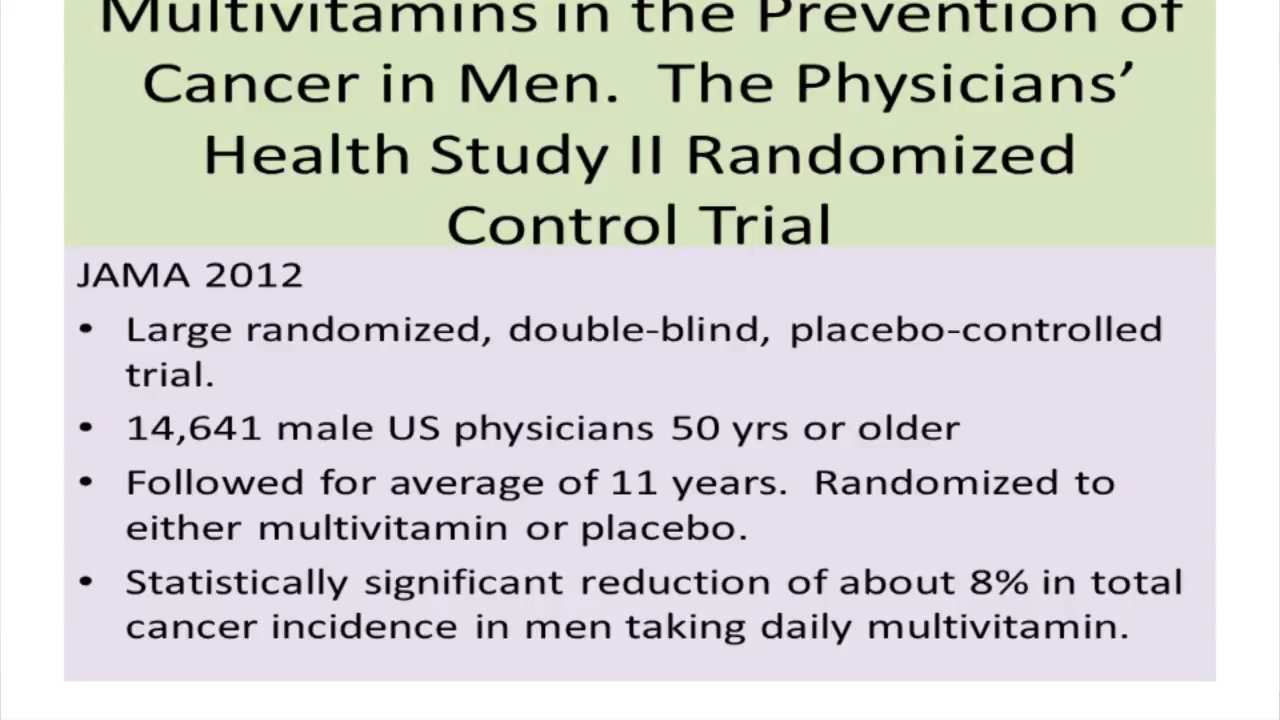 Multivitamins in the Prevention of
Cancer in Men.  The Physicians’
Health Study II Randomized
Control Trial
JAMA 2012
• Large randomized, double-blind, placebo-controlled
trial.
• 14,641 male US physicians 50 yrs or older
• Followed for average of 11 years.  Randomized to
either multivitamin or placebo.
• Statistically significant reduction of about 8% in total
cancer incidence in men taking daily multivitamin.